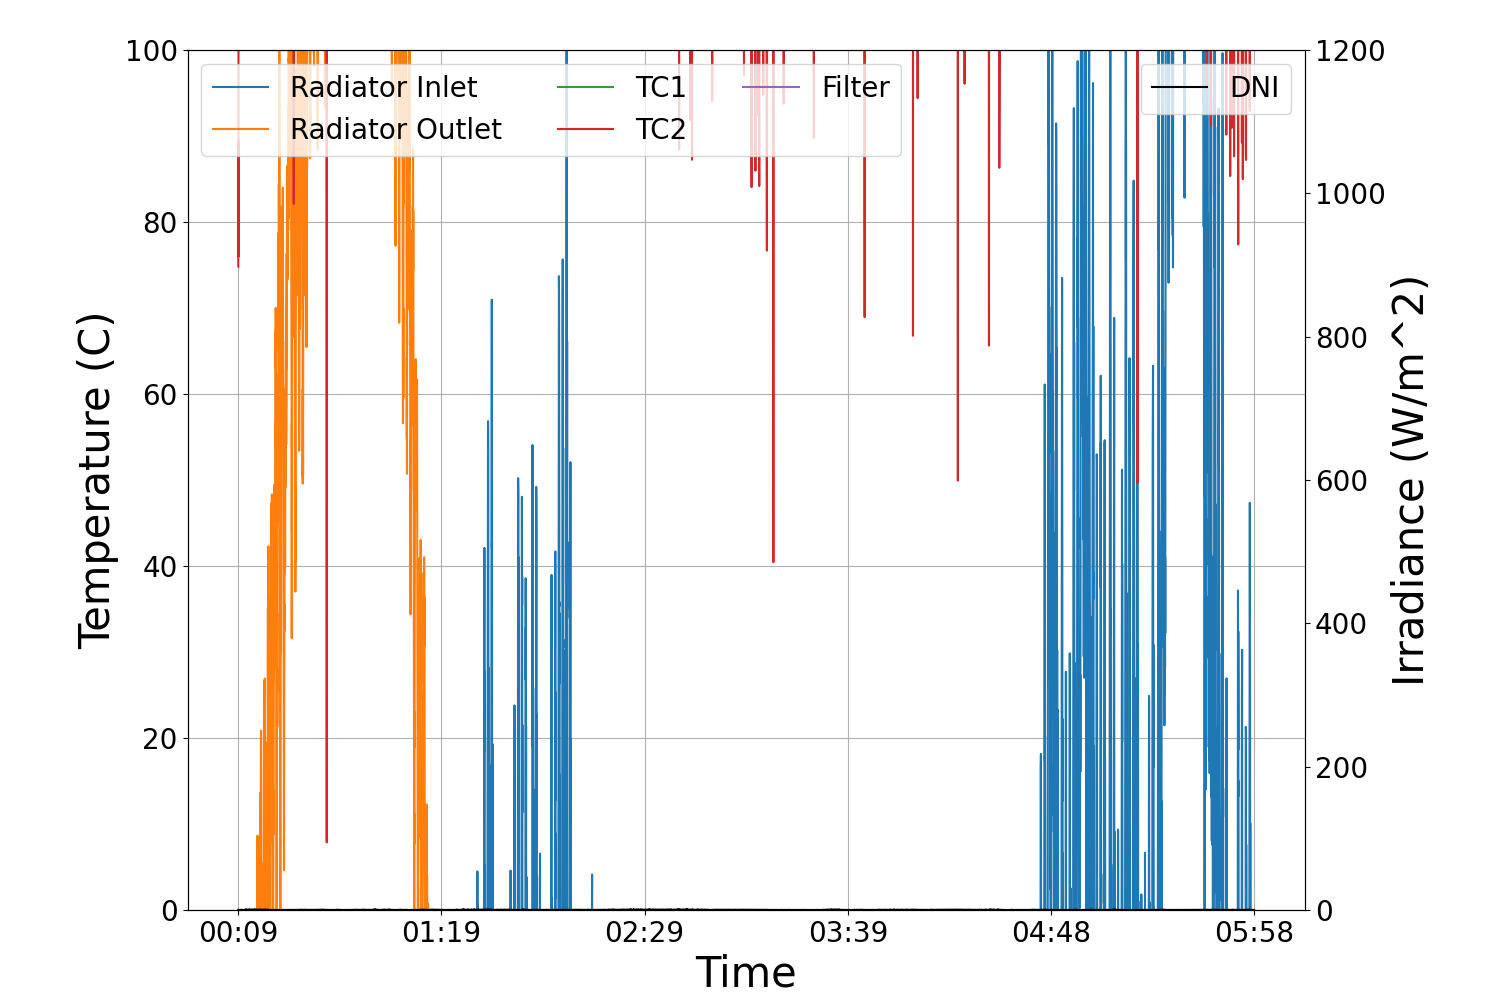 Radiator Inlet
Radiator Outlet
TC1
TC2
Filter
DNI
Temperature (C)
100
80
60
40
20
0
Irradiance (W/m^2)
1200
1000
800
600
400
200
0
00:09 01:19 02:29 03:39 04:48 05:58
Time